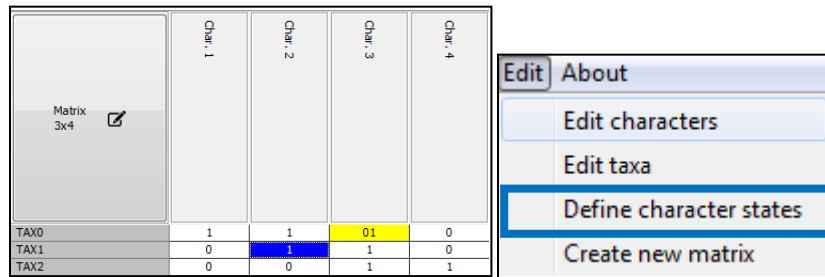 Char. 1 Char. 2 Char. 3 Char. 4
Matrix
3x4
TAX0 1 1 01 0
TAX1 0 1 1 0
TAX2 0 0 1 1
Edit About
Edit characters
Edit taxa
Define character states
Create new matrix